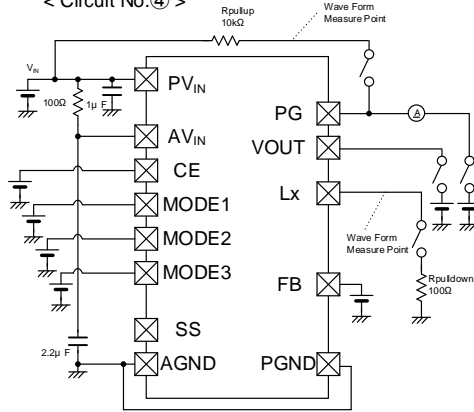 < Circuit No.④ >
Rpullup
10kΩ
Wave Form
Measure Point
VIN
100Ω
1μ F
PVIN
AVIN
CE
MODE1
MODE2
MODE3
SS
AGND
2.2μ F
PG
VOUT
Lx
FB
PGND
A
Wave Form
Measure Point
Rpulldown
100Ω